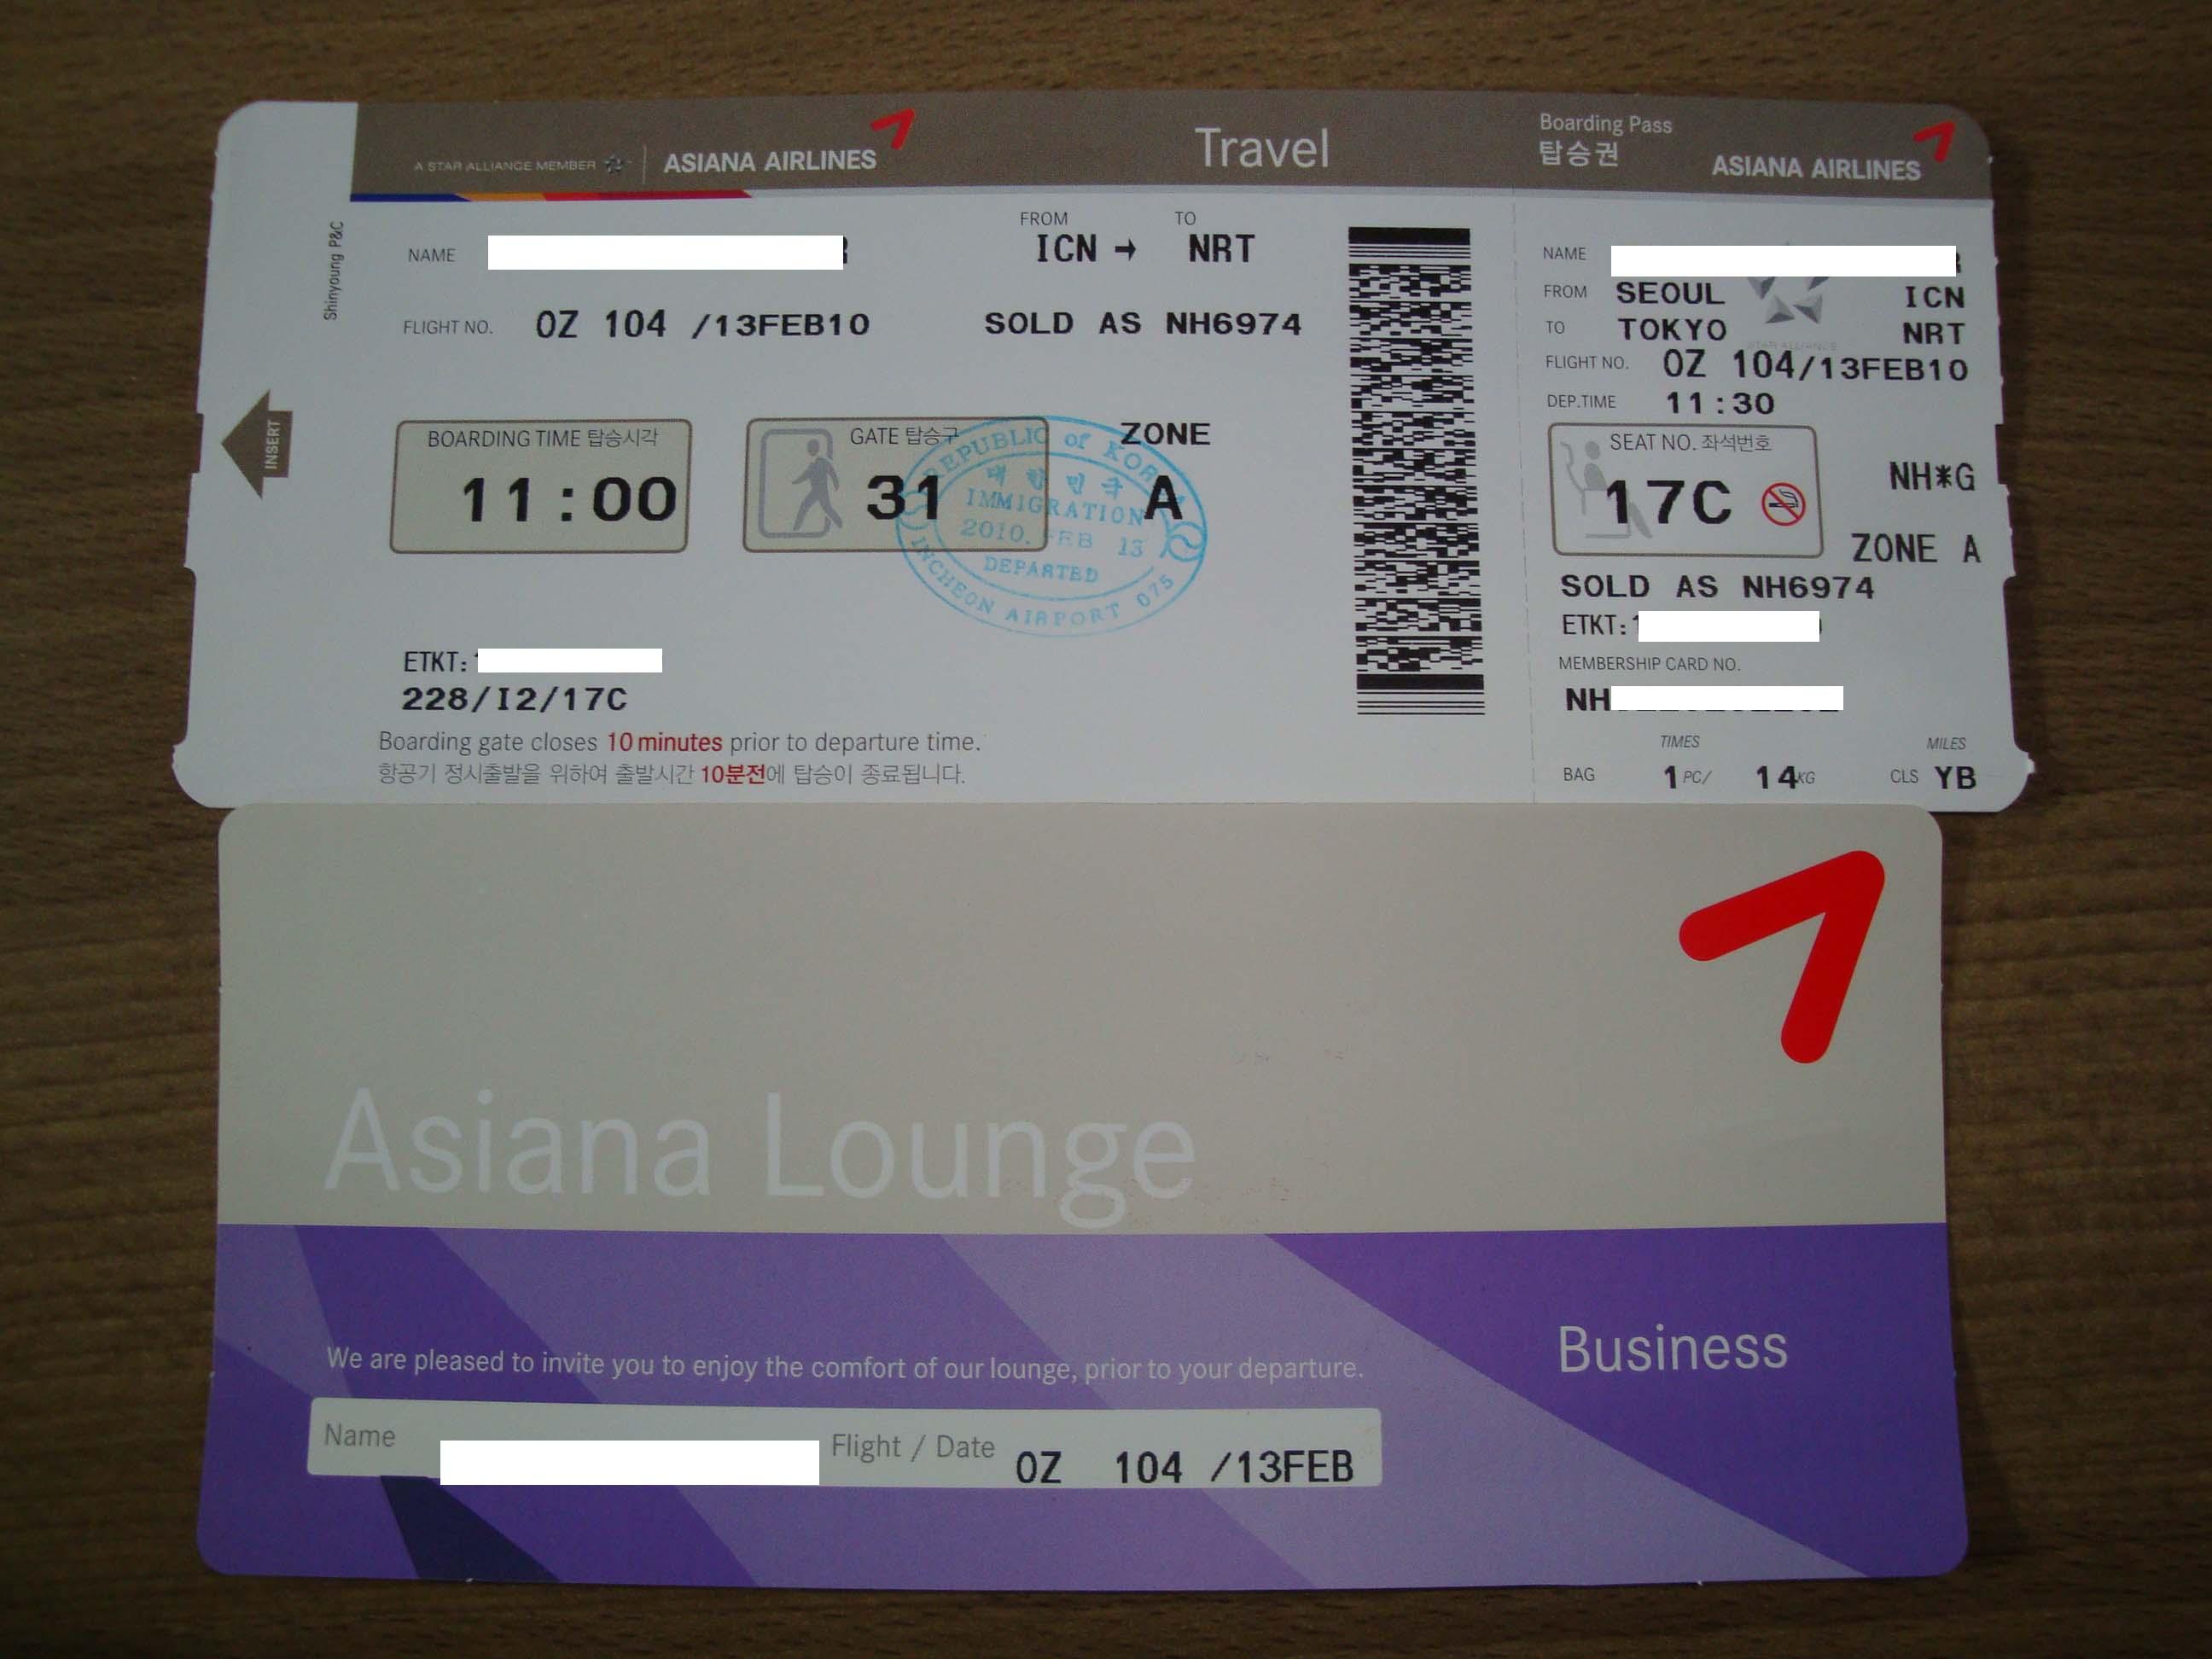 A STAR ALLIANCE MEMBER ASIANA AIRLINES
Travel
Boarding Pass
탑승권
ASIANA AIRLINES
Shinyoung P&C
INSERT
NAME
FROM TO
ICN → NRT
FLIGHT NO. OZ 104 /13FEB10 SOLD AS NH6974
BOARDING TIME 탑승시각
11:00
GATE 탑승구
31
ZONE
A
REPUBLIC of KOREA
대한민국
IMMIGRATION
2010. FEB 13
DEPARTED
INCHEON AIRPORT 075
ETKT:
228/I2/17C
Boarding gate closes 10 minutes prior to departure time.
항공기 정시출발을 위하여 출발시간 10분전에 탑승이 종료됩니다.
NAME
FROM SEOUL ICN
TO TOKYO NRT
STAR ALLIANCE
FLIGHT NO. OZ 104/13FEB10
DEP.TIME 11:30
SEAT NO. 좌석번호
17C
NH*G
ZONE A
SOLD AS NH6974
ETKT:1
MEMBERSHIP CARD NO.
NH
TIMES MILES
BAG 1 PC/ 14 KG CLS YB
Asiana Lounge
Business
We are pleased to invite you to enjoy the comfort of our lounge, prior to your departure.
Name Flight / Date OZ 104 /13FEB